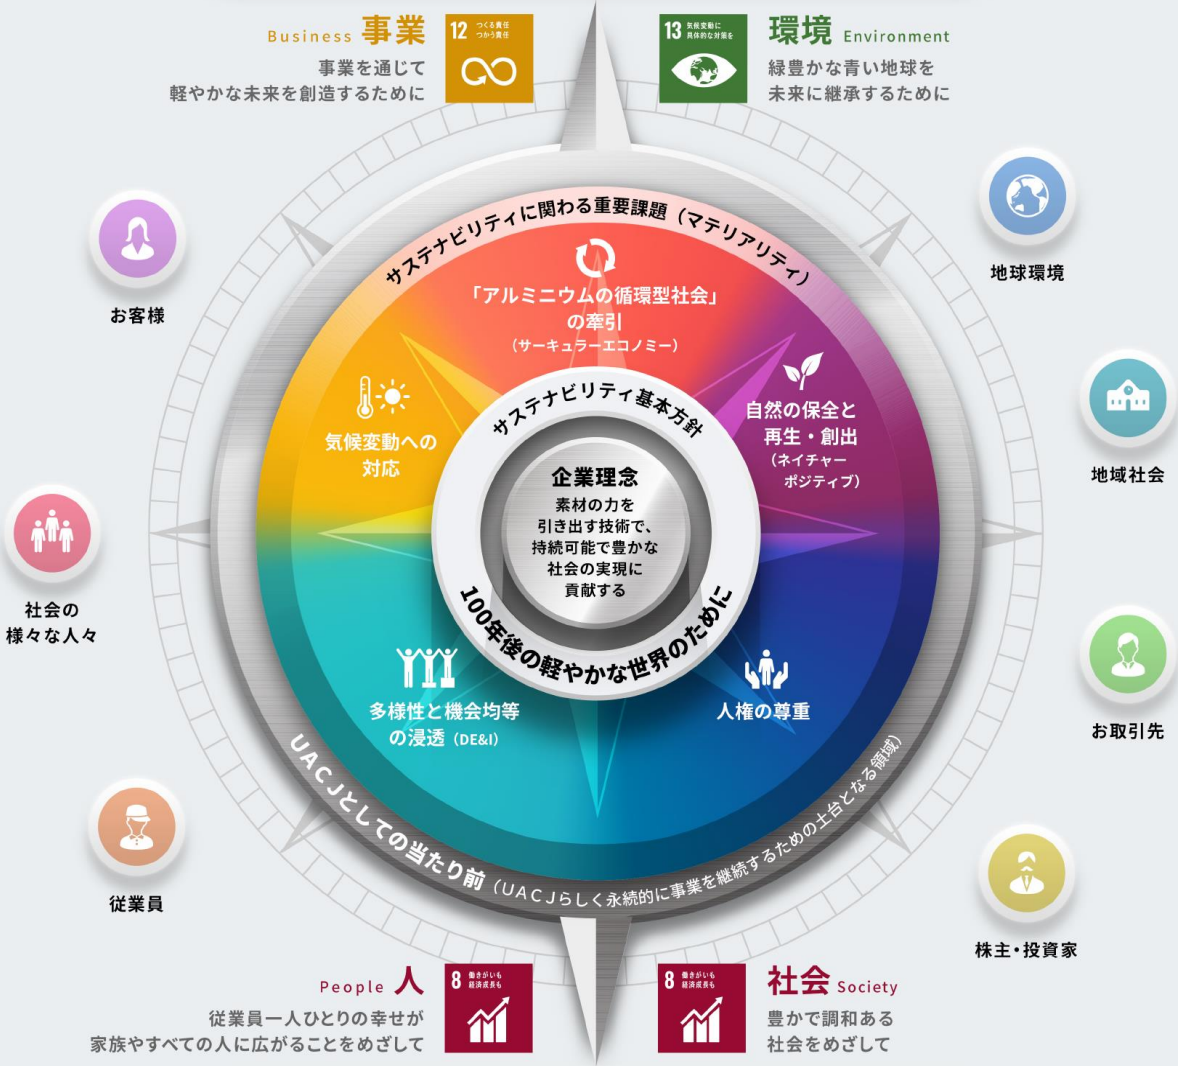 Business 事業
12 つくる責任
つかう責任
事業を通じて
軽やかな未来を創造するために
13 気候変動に
具体的な対策を
環境 Environment
緑豊かな青い地球を
未来に継承するために
お客様
社会の
様々な人々
従業員
地球環境
地域社会
お取引先
株主・投資家
サステナビリティに関わる重要課題（マテリアリティ）
「アルミニウムの循環型社会」
の牽引
（サーキュラーエコノミー）
気候変動への
対応
自然の保全と
再生・創出
（ネイチャー
ポジティブ）
サステナビリティ基本方針
企業理念
素材の力を
引き出す技術で、
持続可能で豊かな
社会の実現に
貢献する
100年後の軽やかな世界のために
多様性と機会均等
の浸透（DE&I）
人権の尊重
UACJとしての当たり前（UACJらしく永続的に事業を継続するための土台となる領域）
People 人
8 働きがいも
経済成長も
従業員一人ひとりの幸せが
家族やすべての人に広がることをめざして
8 働きがいも
経済成長も
社会 Society
豊かで調和ある
社会をめざして